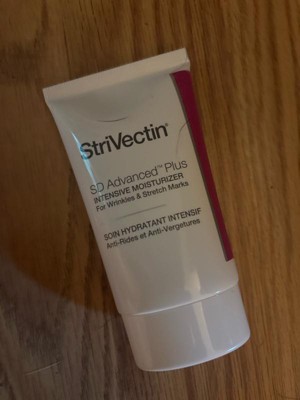 StriVectin®
SD Advanced™ Plus
INTENSIVE MOISTURIZER
For Wrinkles & Stretch Marks
SOIN HYDRATANT INTENSIF
Anti-Rides et Anti-Vergetures